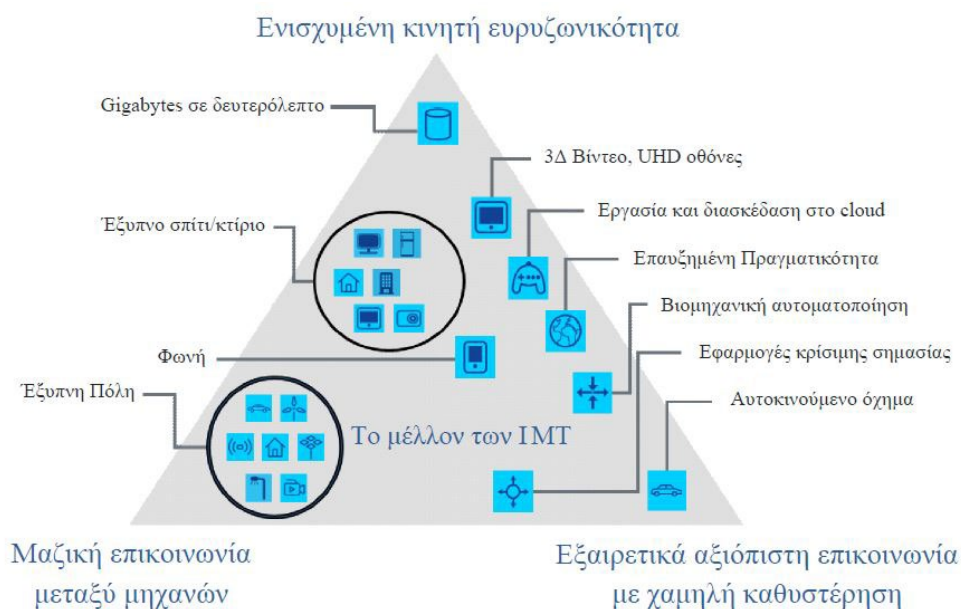 Ενισχυμένη κινητή ευρυζωνικότητα
Gigabytes σε δευτερόλεπτο
3Δ Βίντεο, UHD οθόνες
Εργασία και διασκέδαση στο cloud
Έξυπνο σπίτι/κτίριο
Επαυξημένη Πραγματικότητα
Βιομηχανική αυτοματοποίηση
Φωνή
Εφαρμογές κρίσιμης σημασίας
Έξυπνη Πόλη
Αυτοκινούμενο όχημα
Το μέλλον των IMT
Μαζική επικοινωνία
μεταξύ μηχανών
Εξαιρετικά αξιόπιστη επικοινωνία
με χαμηλή καθυστέρηση